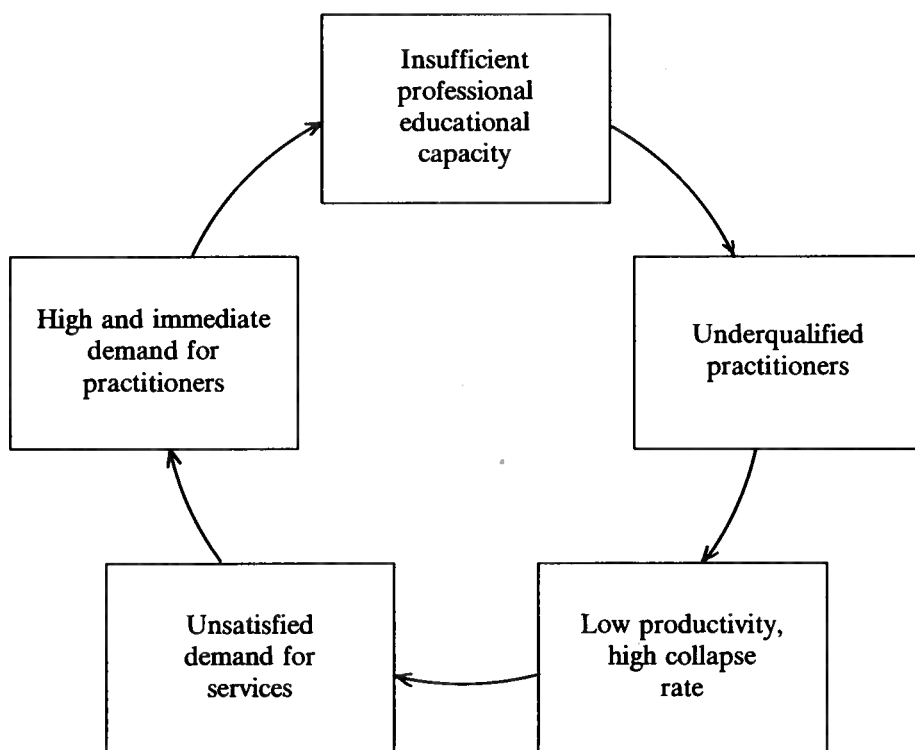 Insufficient
professional
educational
capacity
High and immediate
demand for
practitioners
Underqualified
practitioners
Unsatisfied
demand for
services
Low productivity,
high collapse
rate